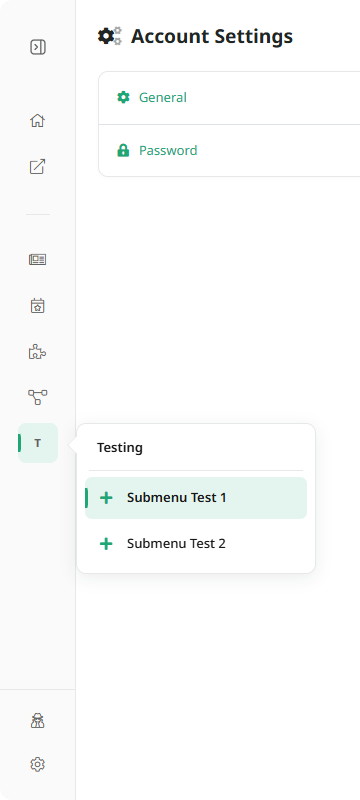 Account Settings
General
Password
T
Testing
Submenu Test 1
Submenu Test 2